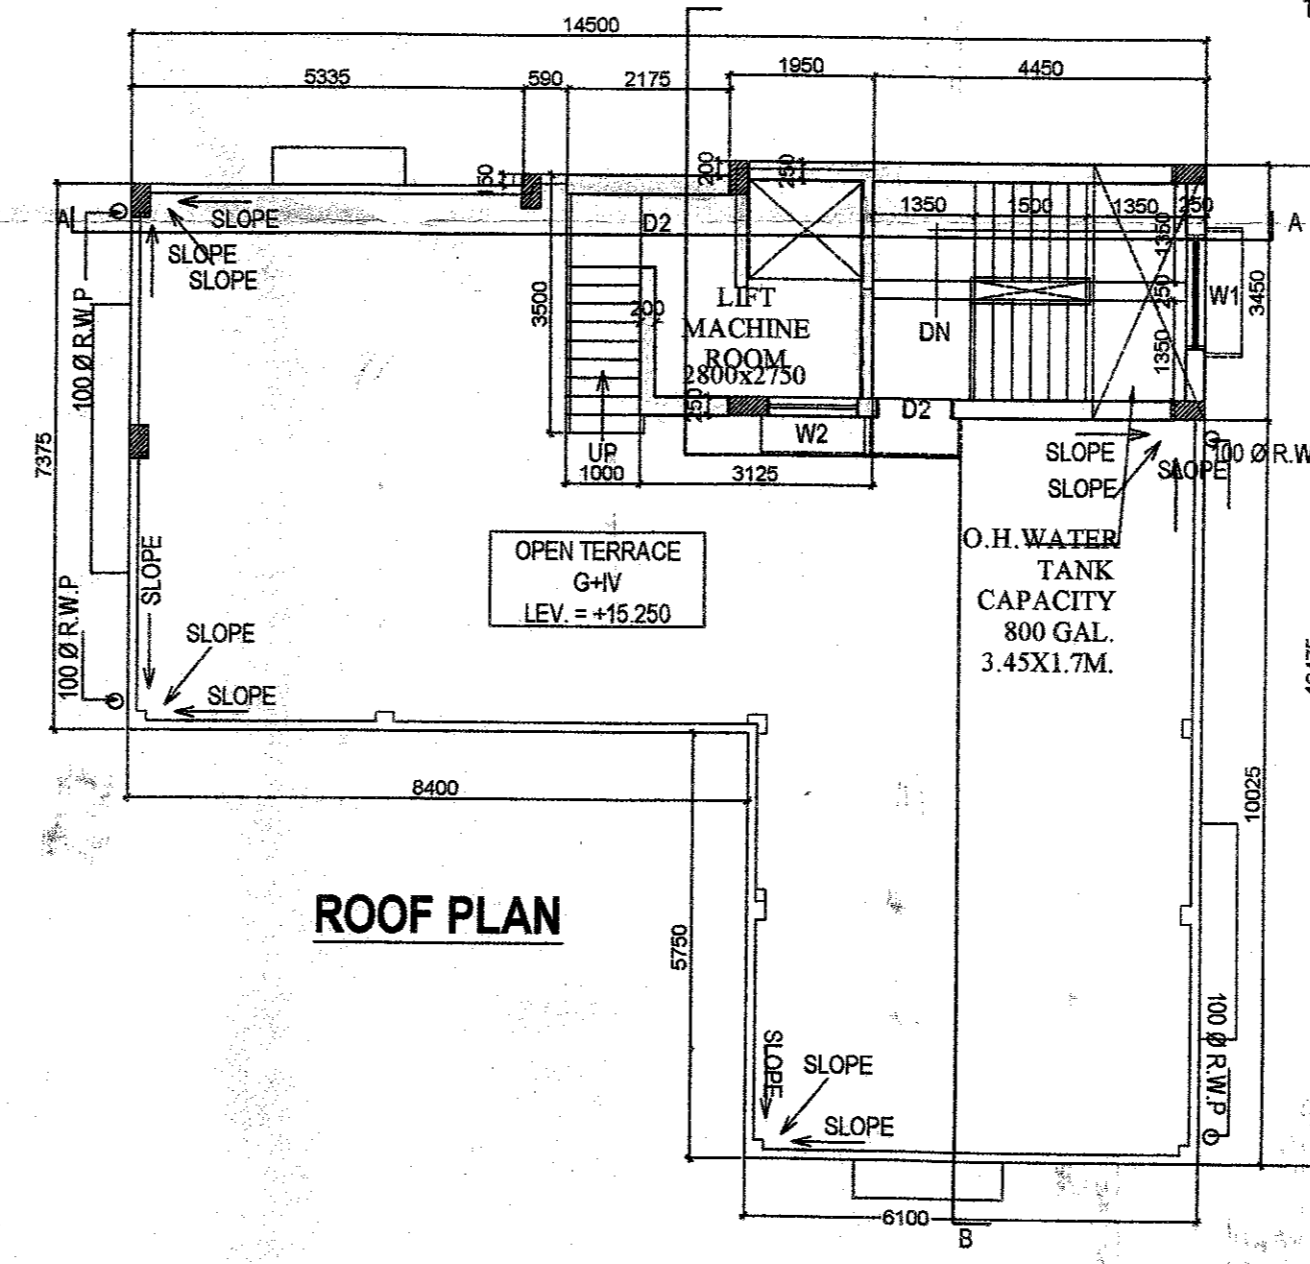 14500
5335 590 2175 1950 4450
150
200
250
A
SLOPE
SLOPE
SLOPE
D2
1350 1500 1350 250
A
100 Ø R.W.P
3500
200
LIFT
MACHINE
ROOM
2800x2750
DN
1350
250
1350
W1
3450
250
W2
D2
UP
1000 3125
7375
SLOPE
SLOPE
SLOPE
100 Ø R.W
OPEN TERRACE
G+IV
LEV. = +15.250
O.H.WATER
TANK
CAPACITY
800 GAL.
3.45X1.7M.
SLOPE
100 Ø R.W.P
SLOPE
SLOPE
8400
10025
ROOF PLAN
5750
SLOPE
SLOPE
SLOPE
100 Ø R.W.P
6100
B